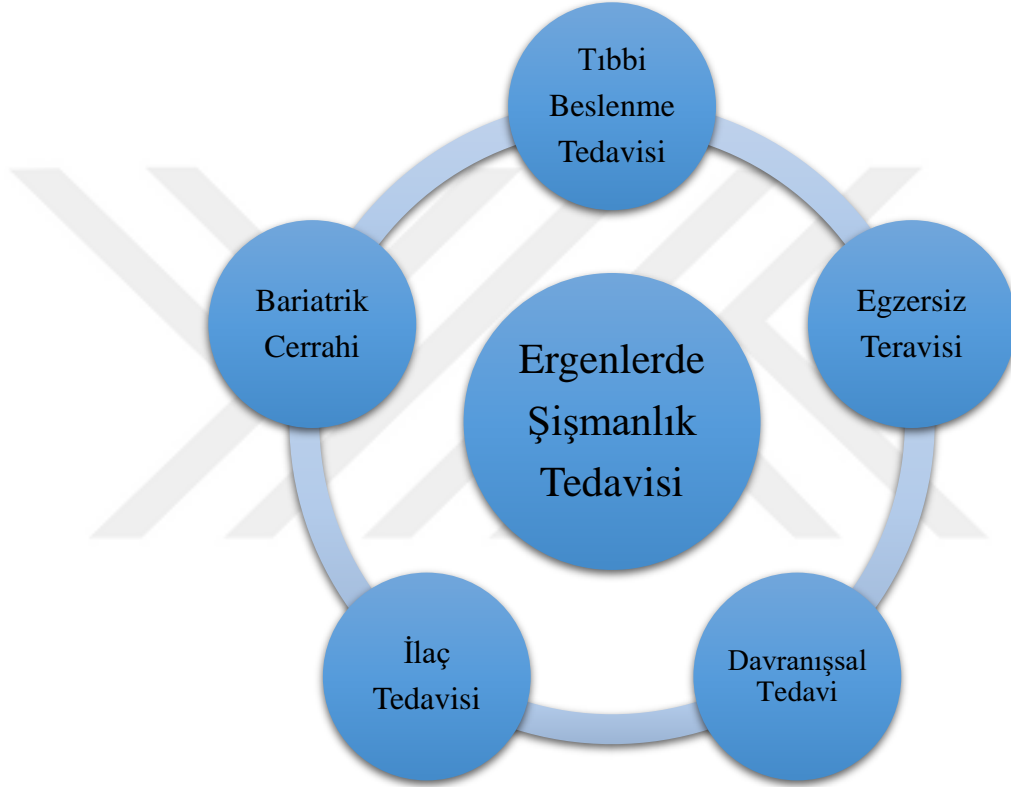 Tıbbi
Beslenme
Tedavisi
Bariatrik
Cerrahi
Egzersiz
Teravisi
Ergenlerde
Şişmanlık
Tedavisi
İlaç
Tedavisi
Davranışsal
Tedavi